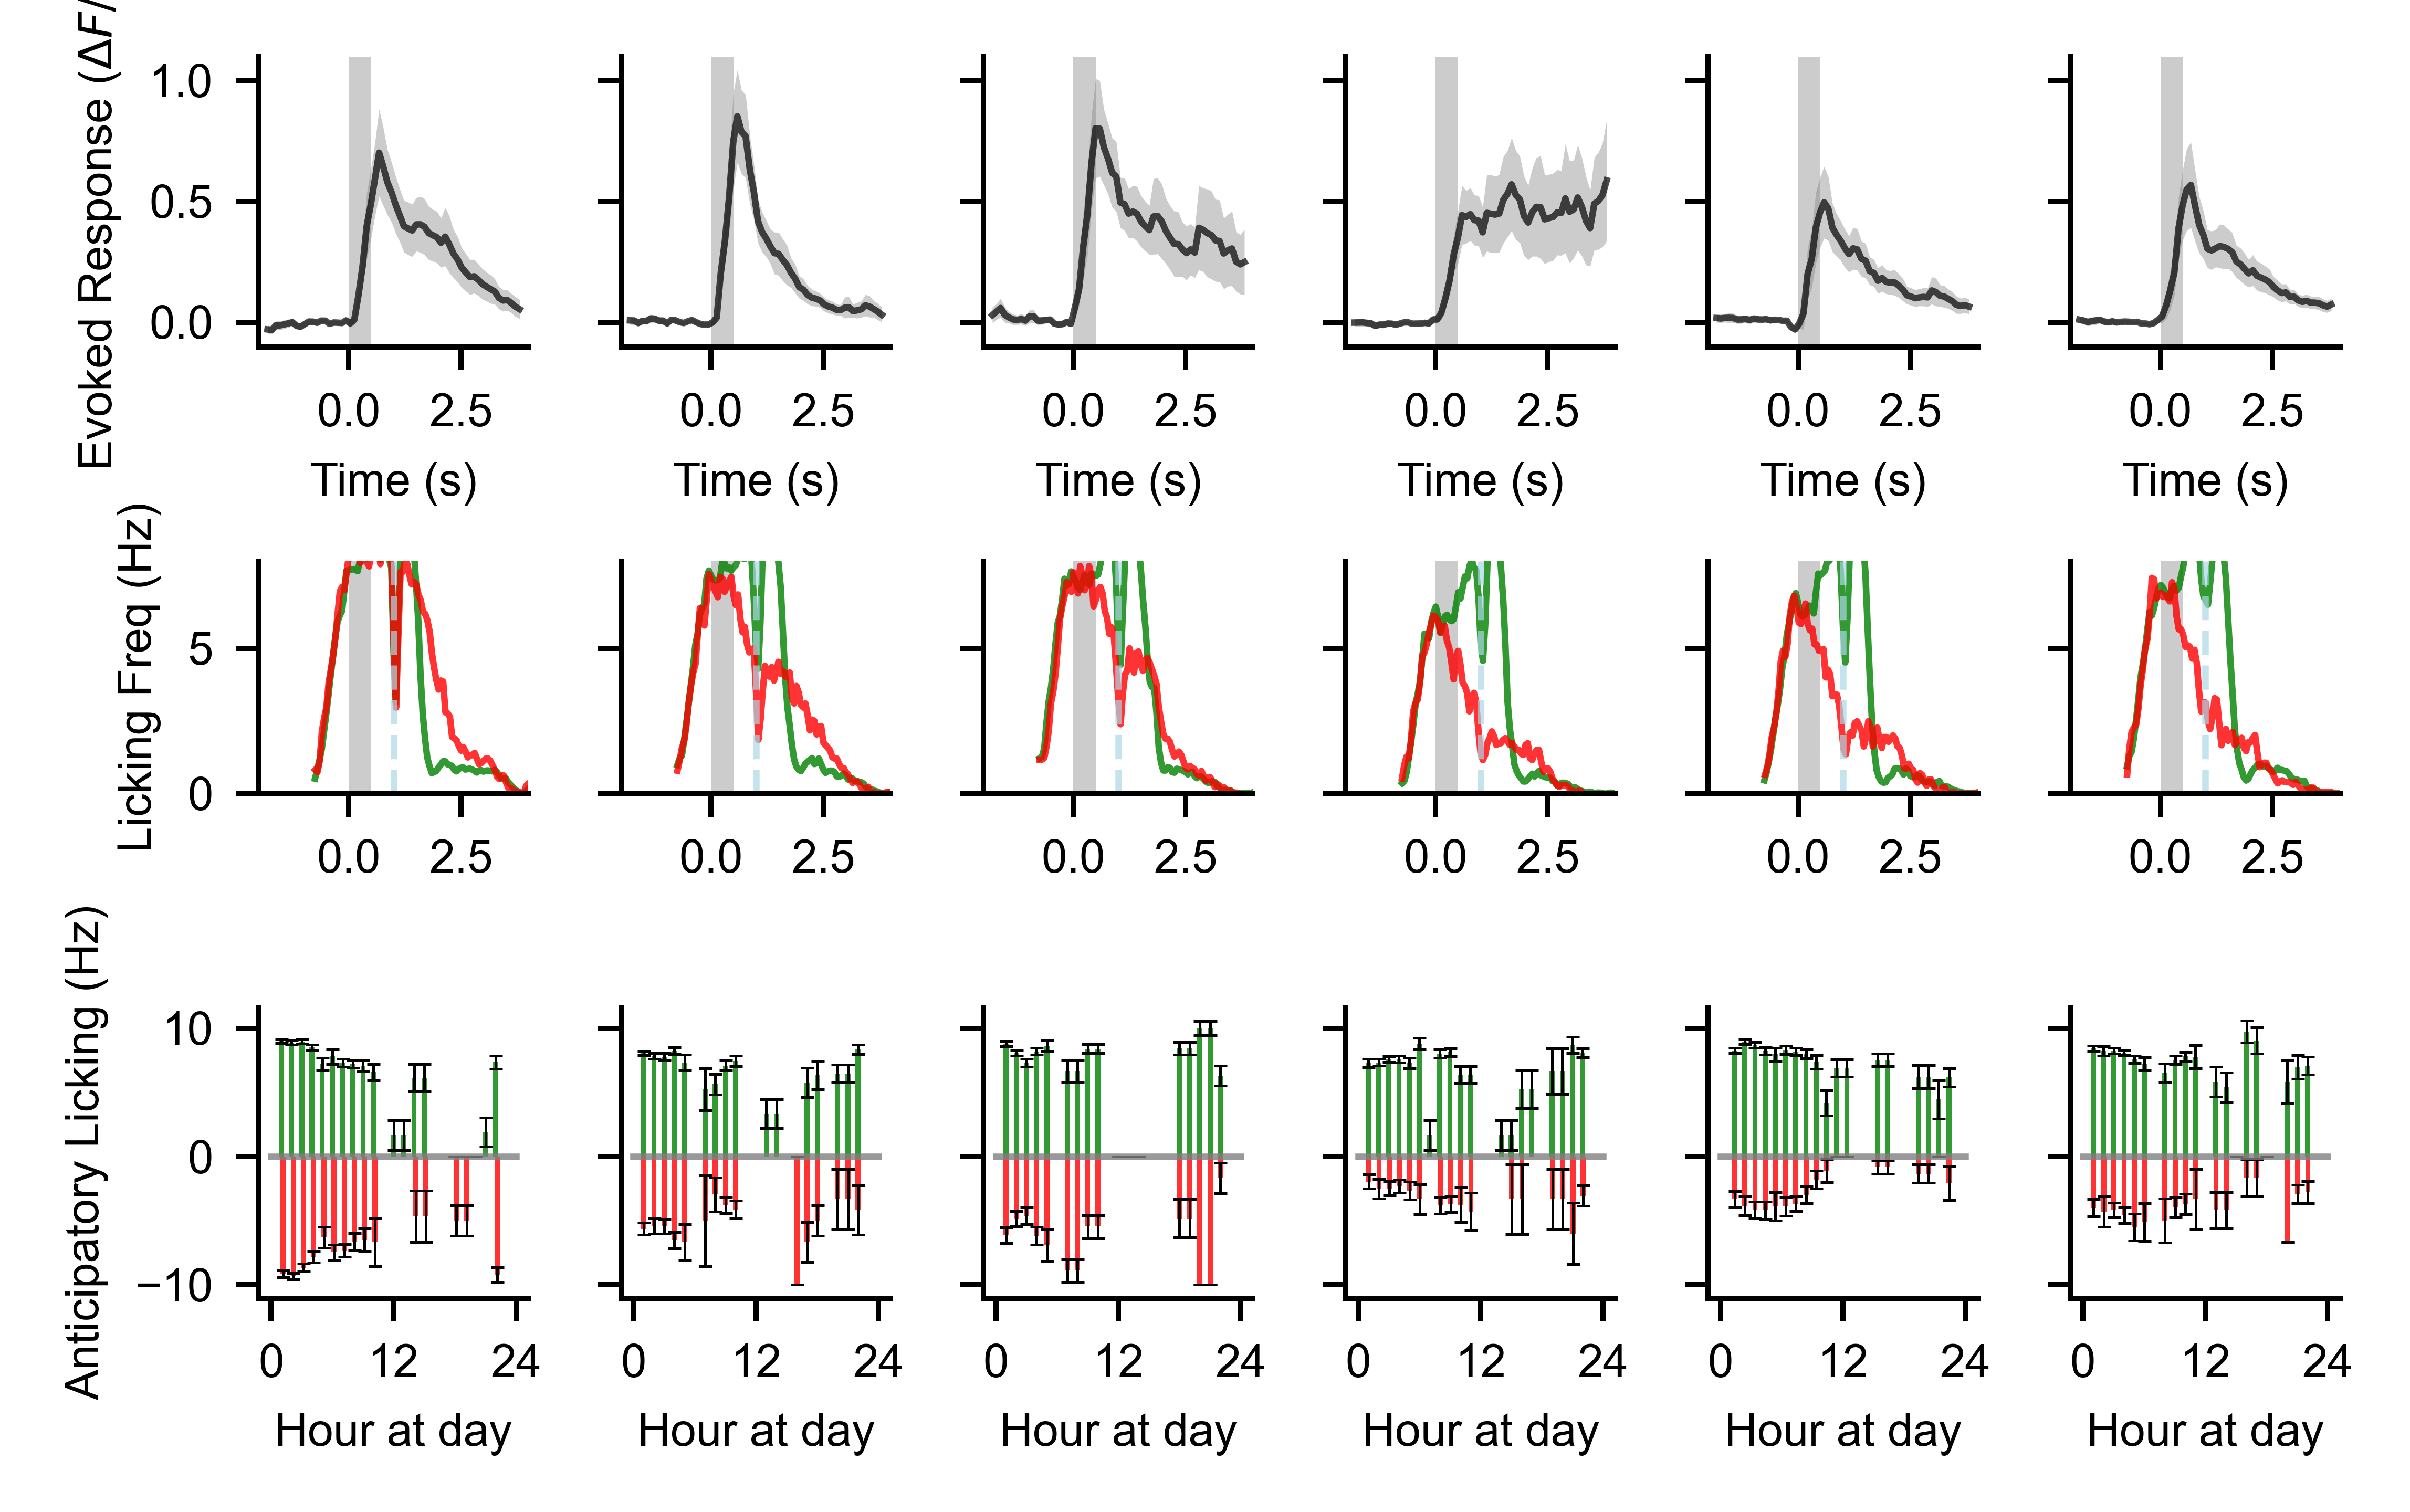 Evoked Response (ΔF/
1.0
0.5
0.0
0.0 2.5 0.0 2.5 0.0 2.5 0.0 2.5 0.0 2.5 0.0 2.5
Time (s) Time (s) Time (s) Time (s) Time (s) Time (s)
Licking Freq (Hz)
5
0
0.0 2.5 0.0 2.5 0.0 2.5 0.0 2.5 0.0 2.5 0.0 2.5
Anticipatory Licking (Hz)
10
0
−10
0 12 24 0 12 24 0 12 24 0 12 24 0 12 24 0 12 24
Hour at day Hour at day Hour at day Hour at day Hour at day Hour at day